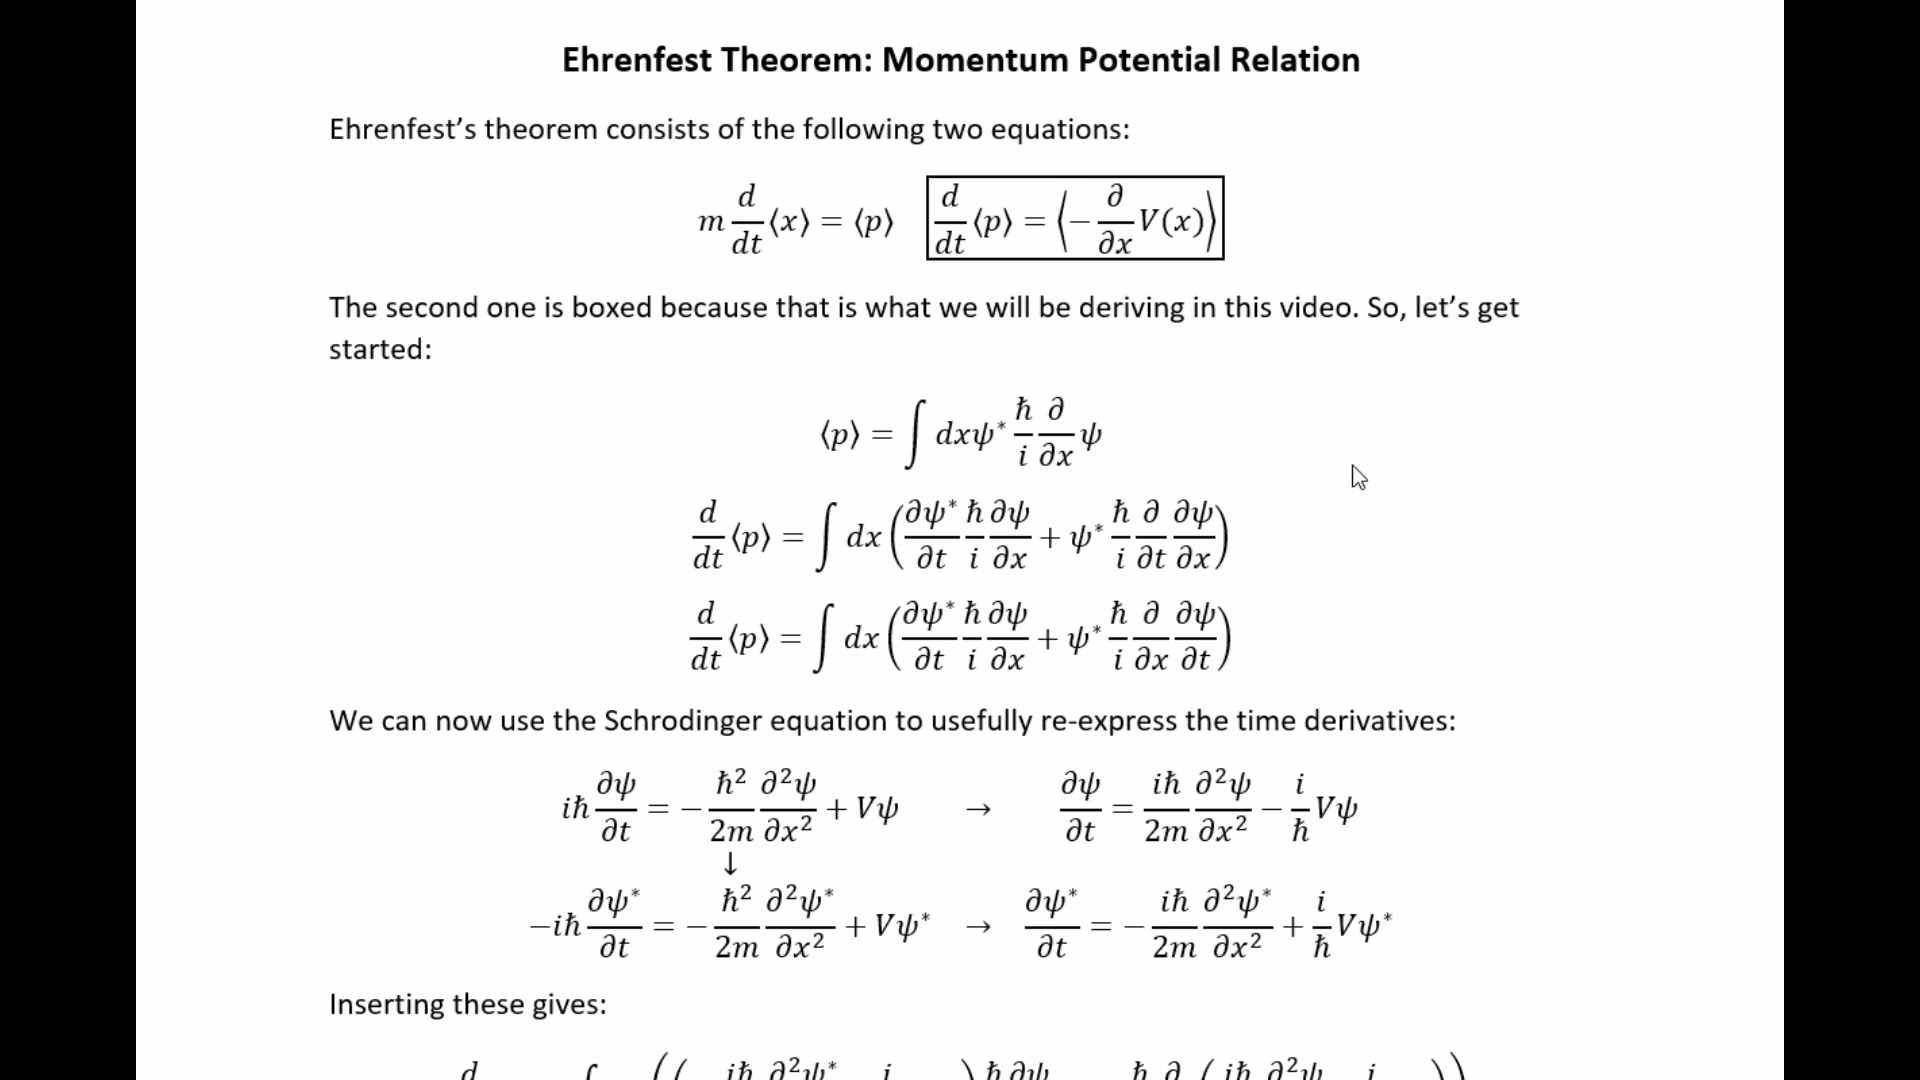 Ehrenfest Theorem: Momentum Potential Relation
Ehrenfest’s theorem consists of the following two equations:
m d/dt ⟨x⟩ = ⟨p⟩   d/dt ⟨p⟩ = ⟨− ∂/∂x V(x)⟩
The second one is boxed because that is what we will be deriving in this video. So, let’s get
started:
⟨p⟩ = ∫ dxψ* ħ/i ∂/∂x ψ
d/dt ⟨p⟩ = ∫ dx (∂ψ*/∂t ħ/i ∂ψ/∂x + ψ* ħ/i ∂/∂t ∂ψ/∂x)
d/dt ⟨p⟩ = ∫ dx (∂ψ*/∂t ħ/i ∂ψ/∂x + ψ* ħ/i ∂/∂x ∂ψ/∂t)
We can now use the Schrodinger equation to usefully re-express the time derivatives:
iħ ∂ψ/∂t = − ħ²/2m ∂²ψ/∂x² + Vψ → ∂ψ/∂t = iħ/2m ∂²ψ/∂x² − i/ħ Vψ
↓
−iħ ∂ψ*/∂t = − ħ²/2m ∂²ψ*/∂x² + Vψ* → ∂ψ*/∂t = − iħ/2m ∂²ψ*/∂x² + i/ħ Vψ*
Inserting these gives: